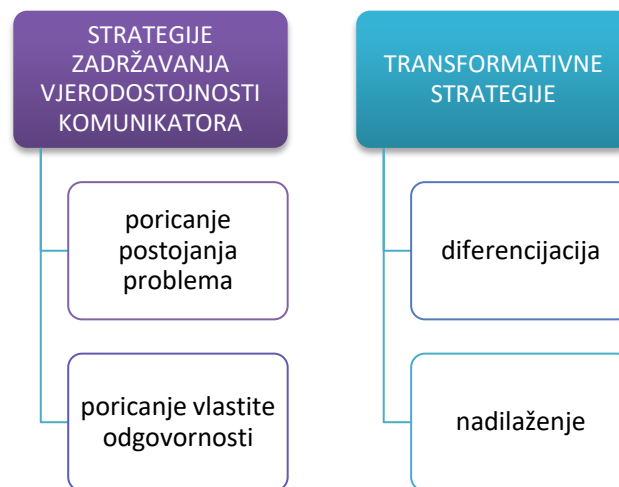 STRATEGIJE
ZADRŽAVANJA
VJERODOSTOJNOSTI
KOMUNIKATORA
poricanje
postojanja
problema
poricanje vlastite
odgovornosti
TRANSFORMATIVNE
STRATEGIJE
diferencijacija
nadilaženje